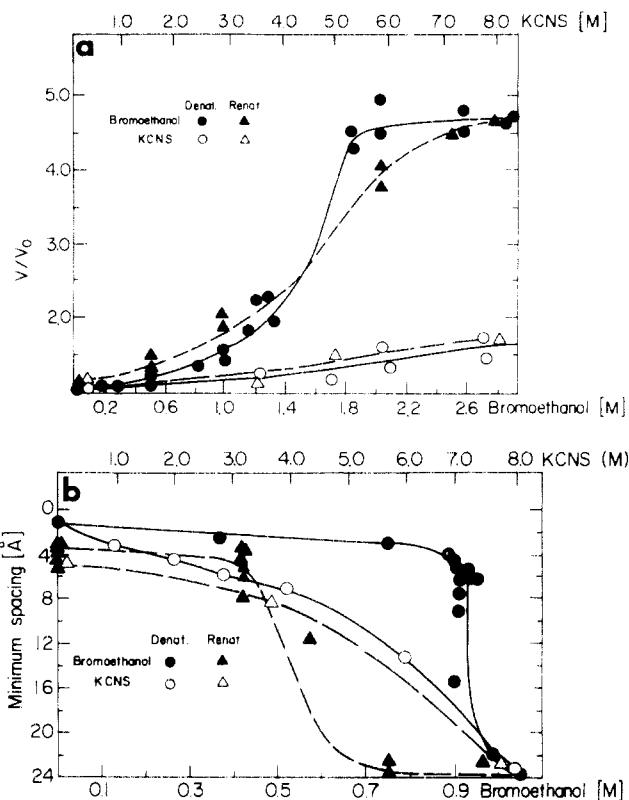 1.0 2.0 3.0 4.0 5.0 6.0 7.0 8.0 KCNS [M]
a
Denat. Renat
Bromoethanol
KCNS
5.0
4.0
3.0
2.0
V/Vo
0.2 0.6 1.0 1.4 1.8 2.2 2.6 Bromoethanol [M]
1.0 2.0 3.0 4.0 5.0 6.0 7.0 8.0 KCNS (M)
b
0
4
8
12
16
20
24
Minimum spacing [Å]
Denat. Renat
Bromoethanol
KCNS
0.1 0.3 0.5 0.7 0.9 Bromoethanol [M]